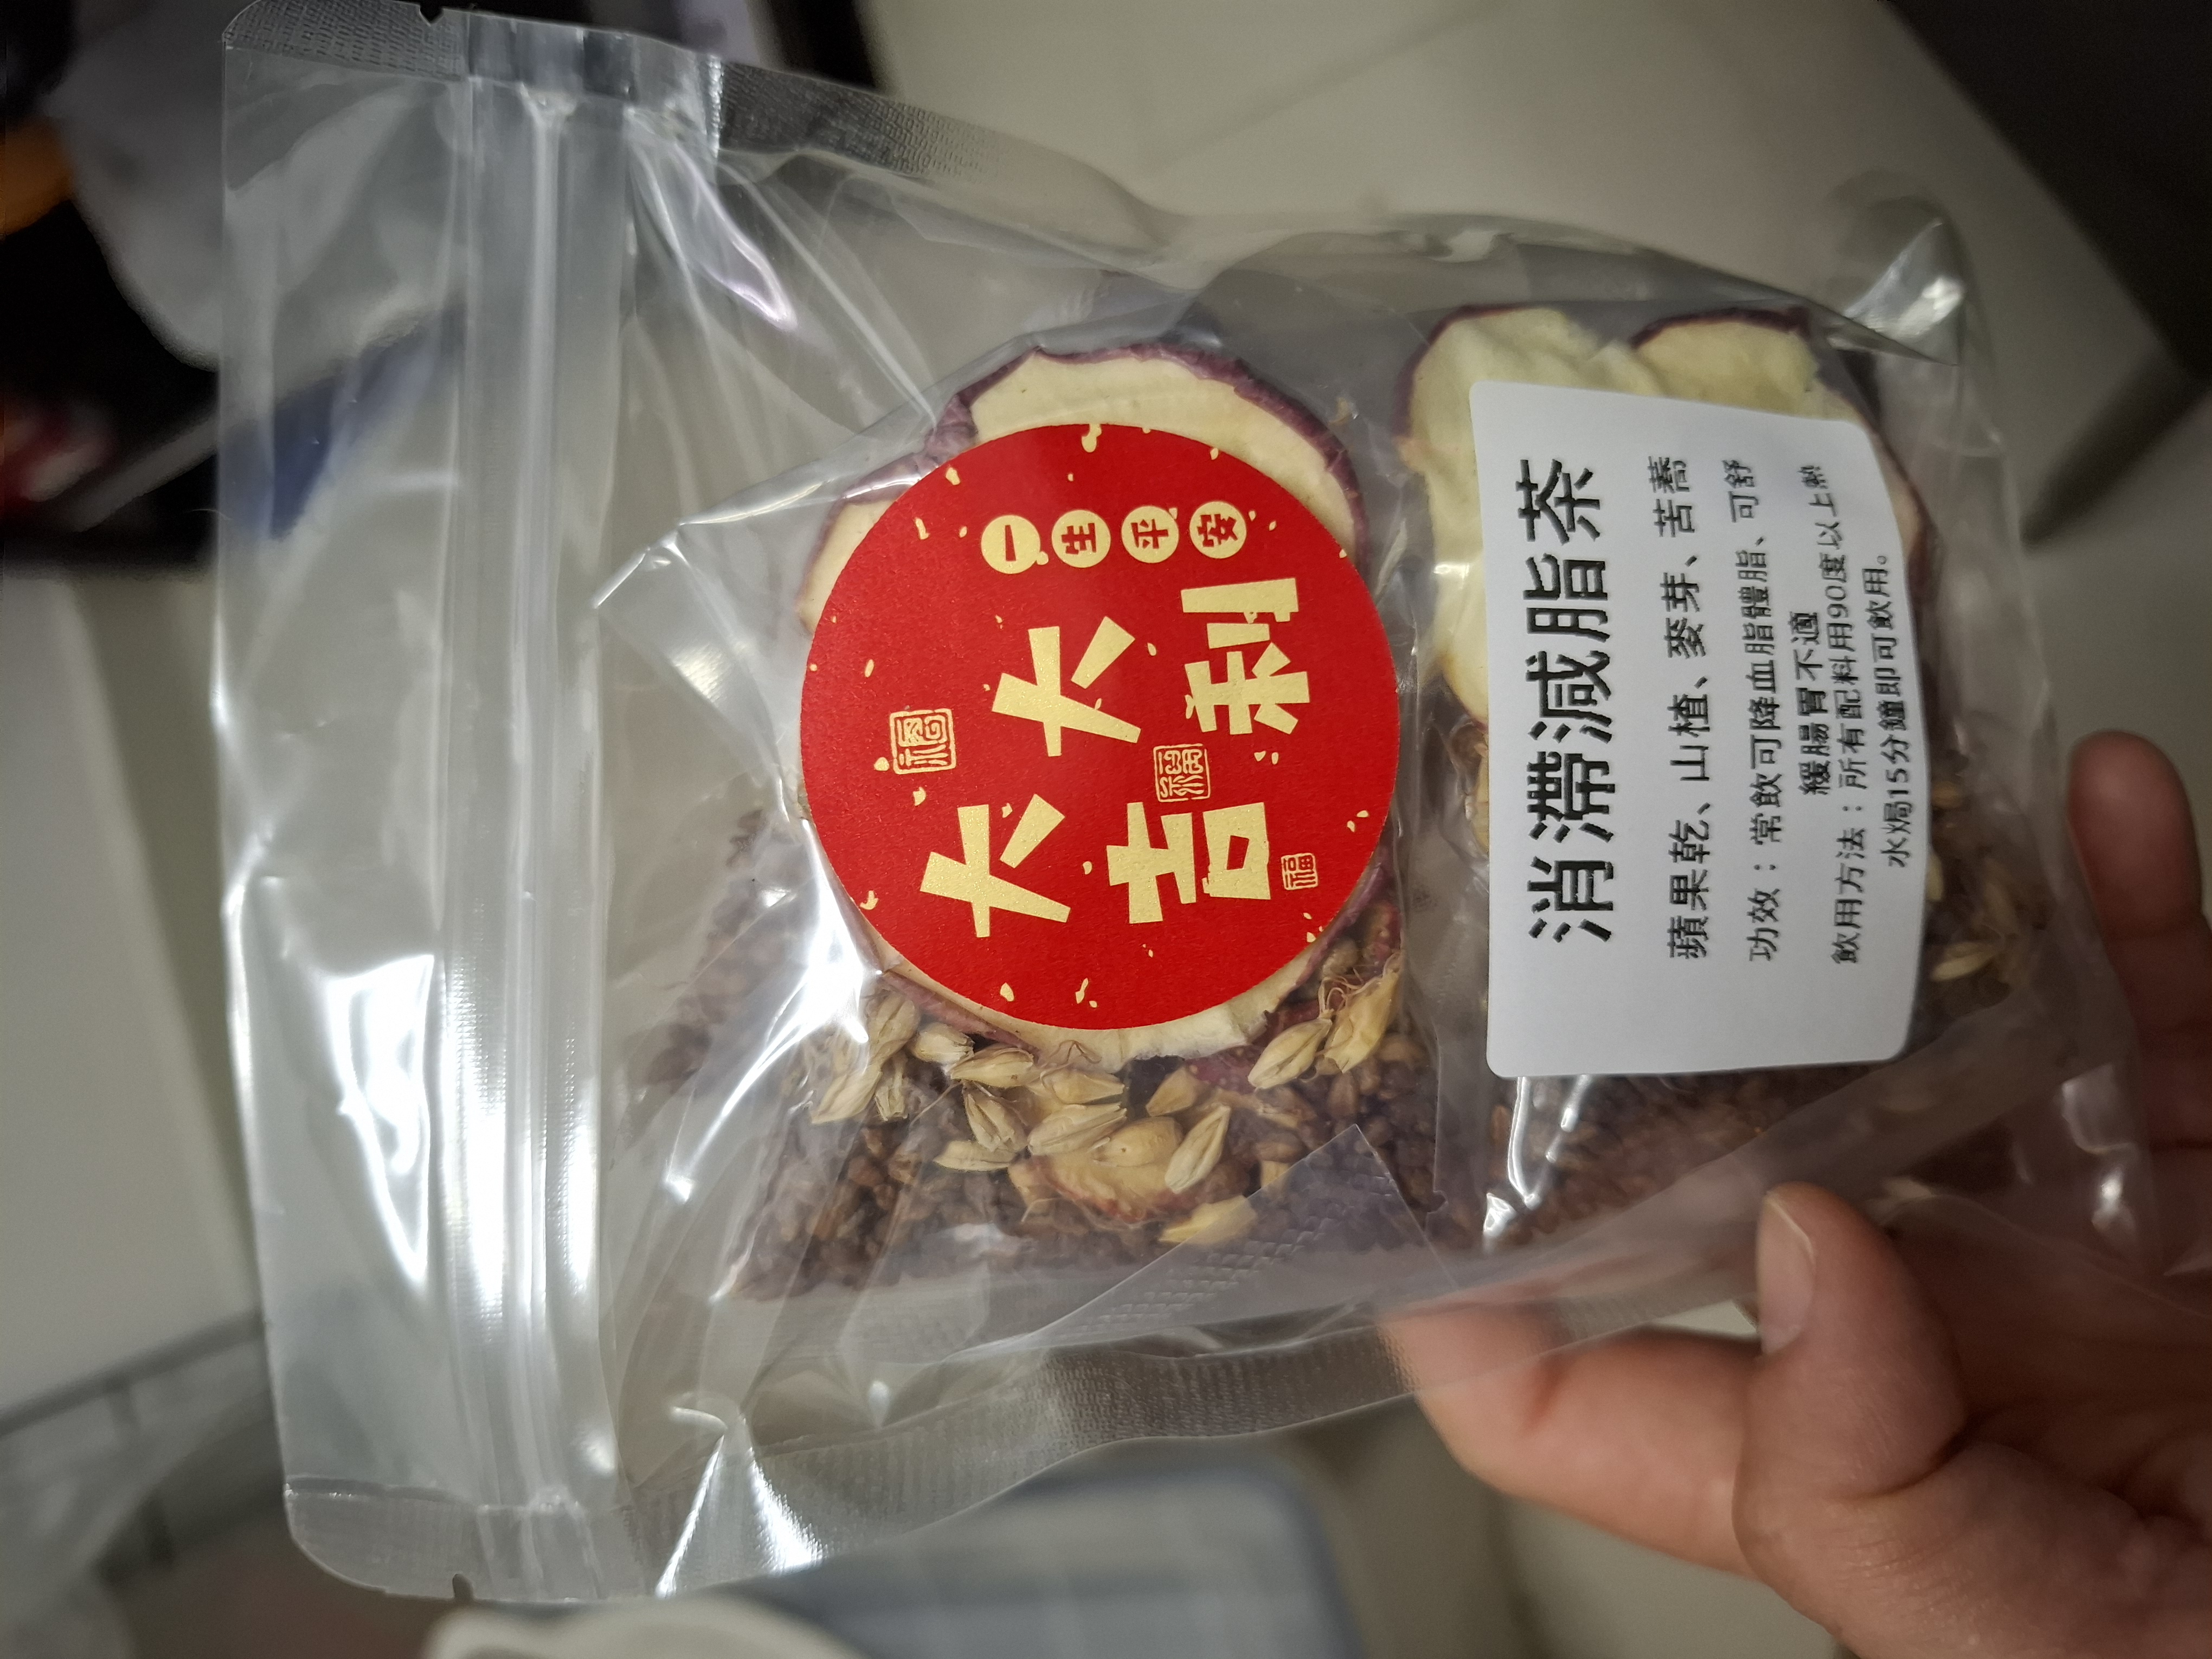 大吉
大利
一生平安
福
福
福
消滯減脂茶
蘋果乾、山楂、麥芽、苦蕎
功效：常飲可降血脂體脂、可舒
緩腸胃不適
飲用方法：所有配料用90度以上熱
水焗15分鐘即可飲用。